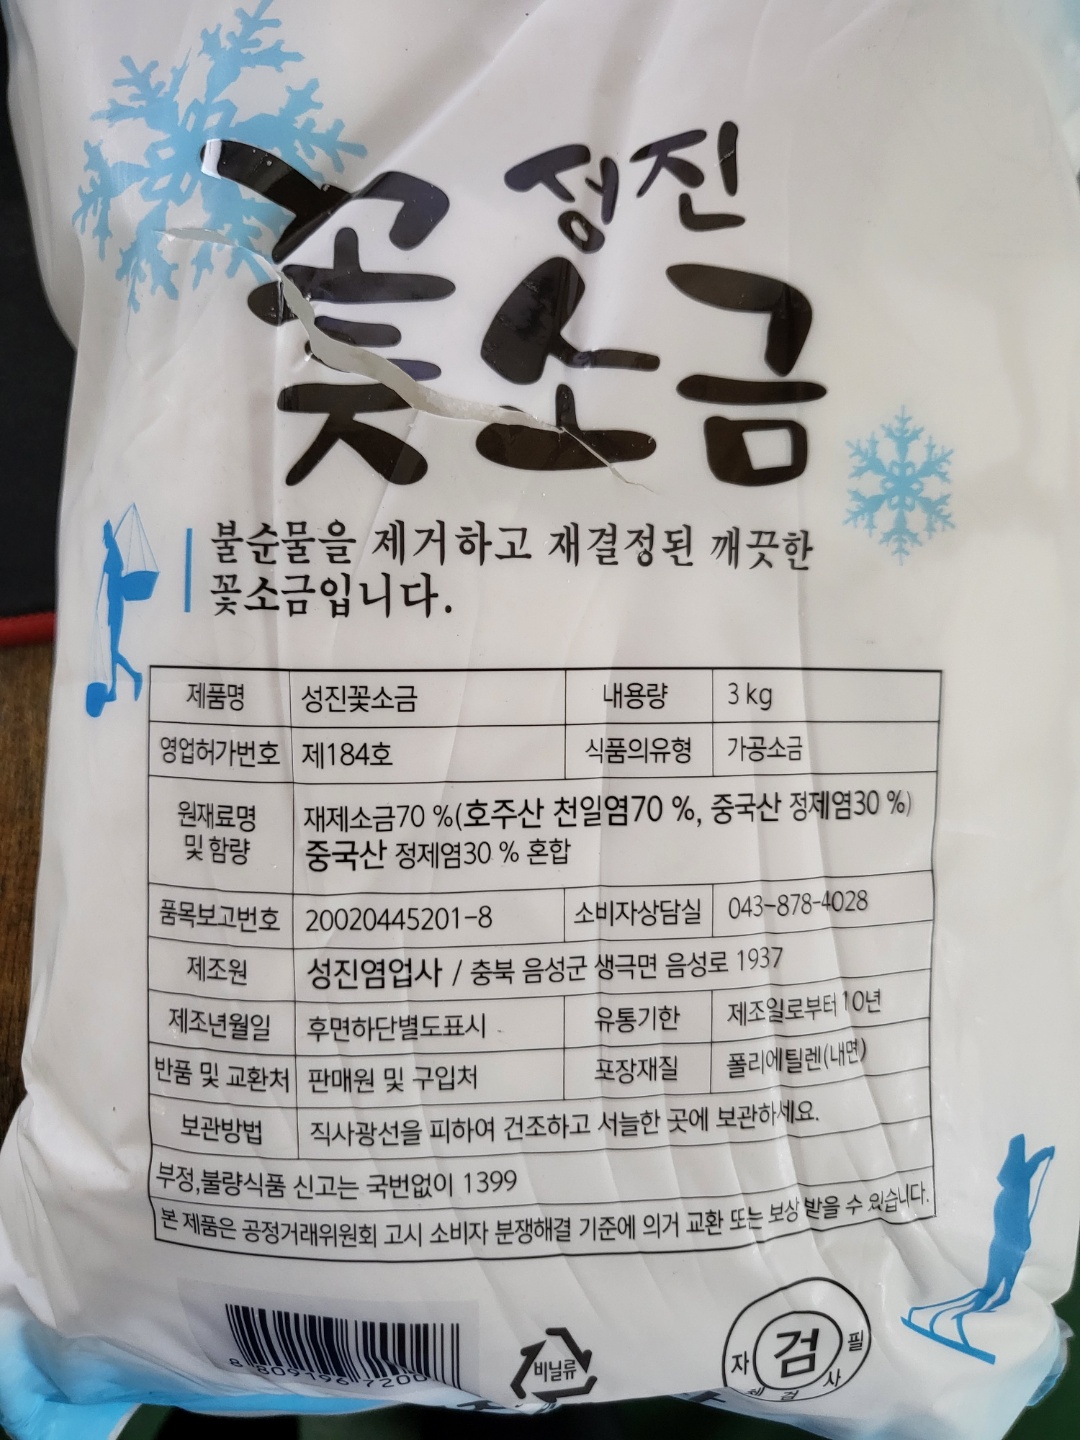 성진
꽃소금
불순물을 제거하고 재결정된 깨끗한
꽃소금입니다.
제품명 성진꽃소금 내용량 3 kg
영업허가번호 제184호 식품의유형 가공소금
원재료명 재제소금70 %(호주산 천일염70 %, 중국산 정제염30 %)
및 함량 중국산 정제염30 % 혼합
품목보고번호 20020445201-8 소비자상담실 043-878-4028
제조원 성진염업사 / 충북 음성군 생극면 음성로 1937
제조년월일 후면하단별도표시 유통기한 제조일로부터 10년
반품 및 교환처 판매원 및 구입처 포장재질 폴리에틸렌(내면)
보관방법 직사광선을 피하여 건조하고 서늘한 곳에 보관하세요.
부정,불량식품 신고는 국번없이 1399
본 제품은 공정거래위원회 고시 소비자 분쟁해결 기준에 의거 교환 또는 보상 받을 수 있습니다.
비닐류
검
자체검사필